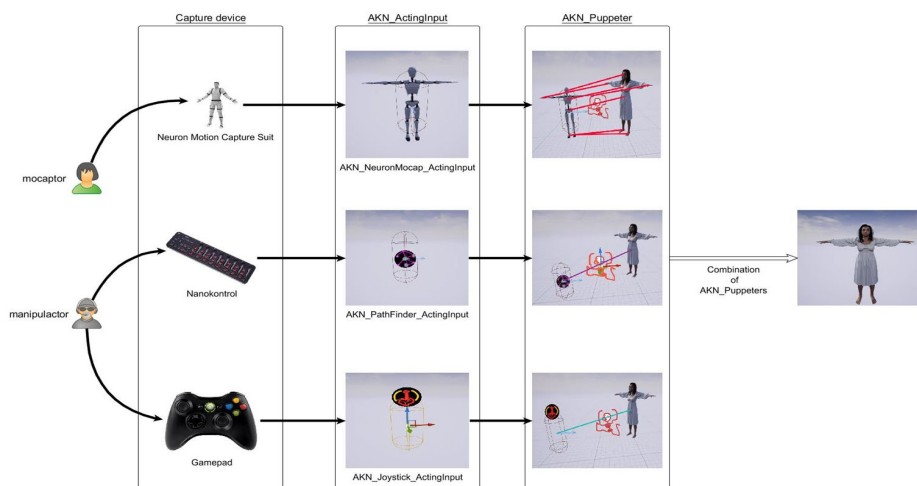 Capture device
AKN_ActingInput
AKN_Puppeter
Neuron Motion Capture Suit
AKN_NeuronMocap_ActingInput
mocaptor
Nanokontrol
AKN_PathFinder_ActingInput
manipulactor
Combination
of
AKN_Puppeters
Gamepad
AKN_Joystick_ActingInput